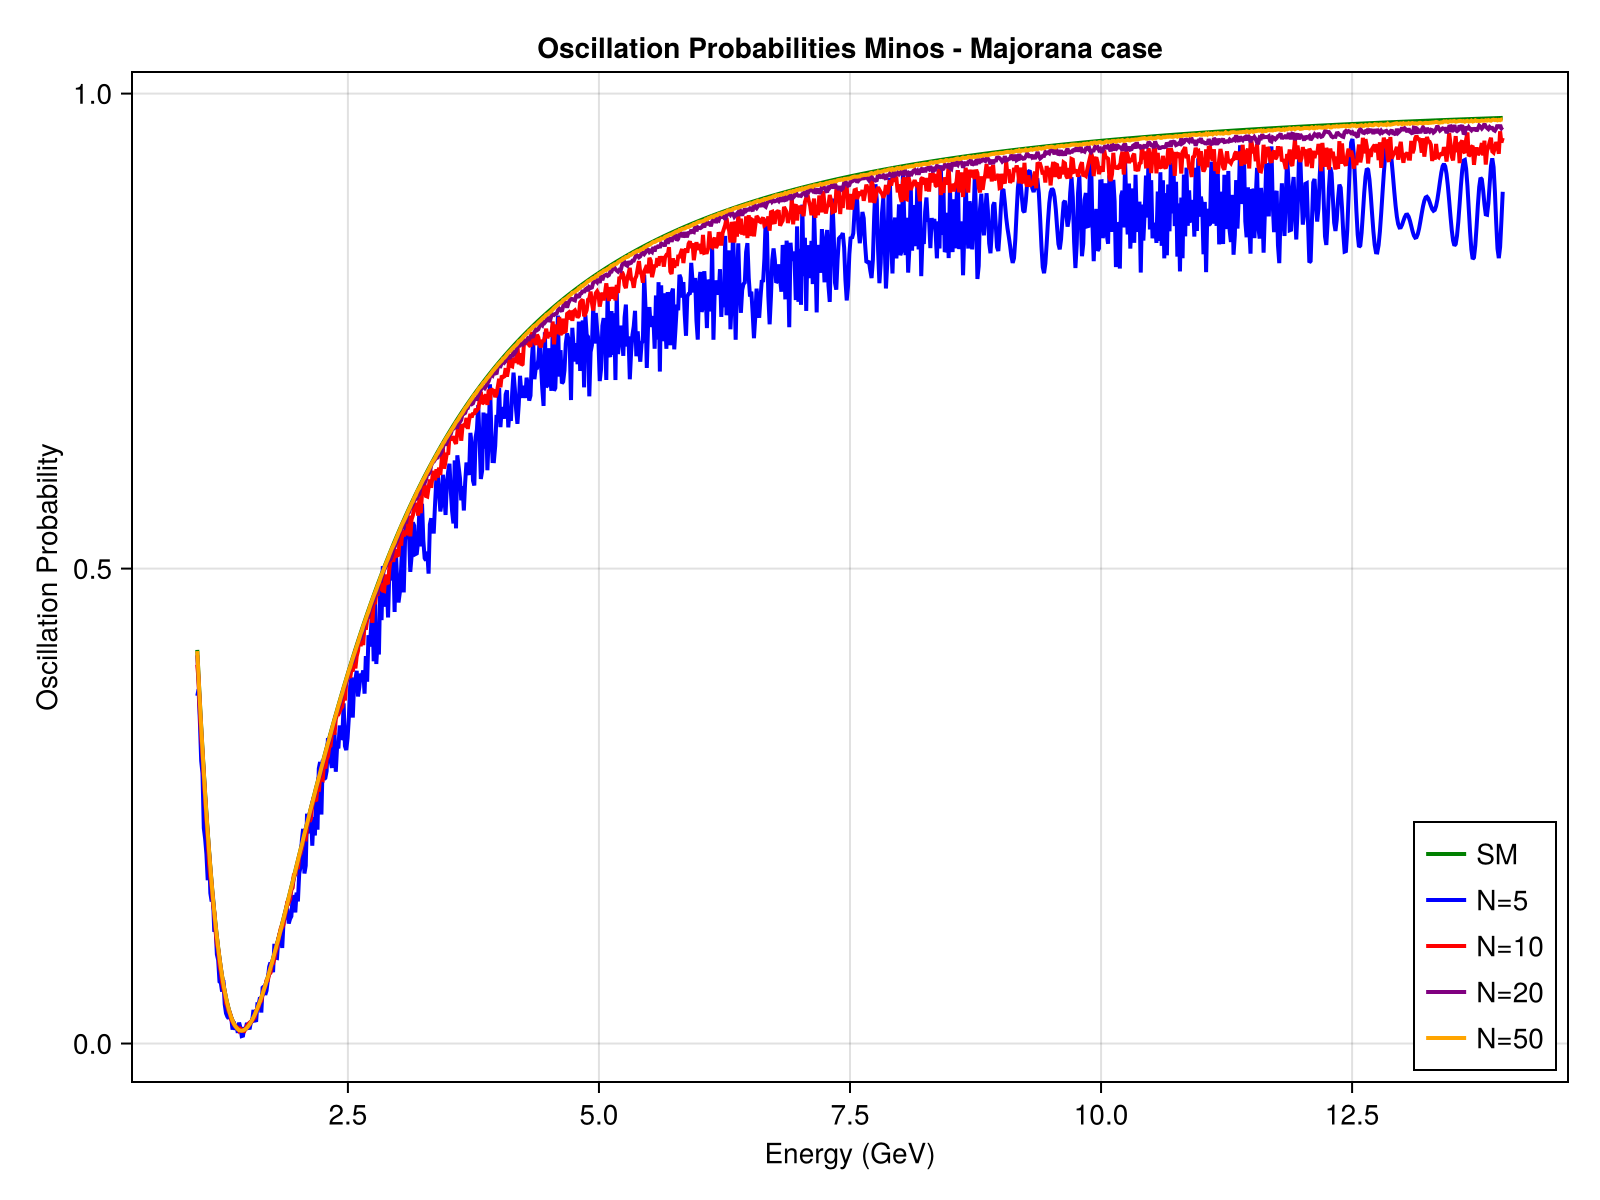 Oscillation Probabilities Minos - Majorana case
1.0
0.5
0.0
Oscillation Probability
2.5 5.0 7.5 10.0 12.5
Energy (GeV)
SM
N=5
N=10
N=20
N=50